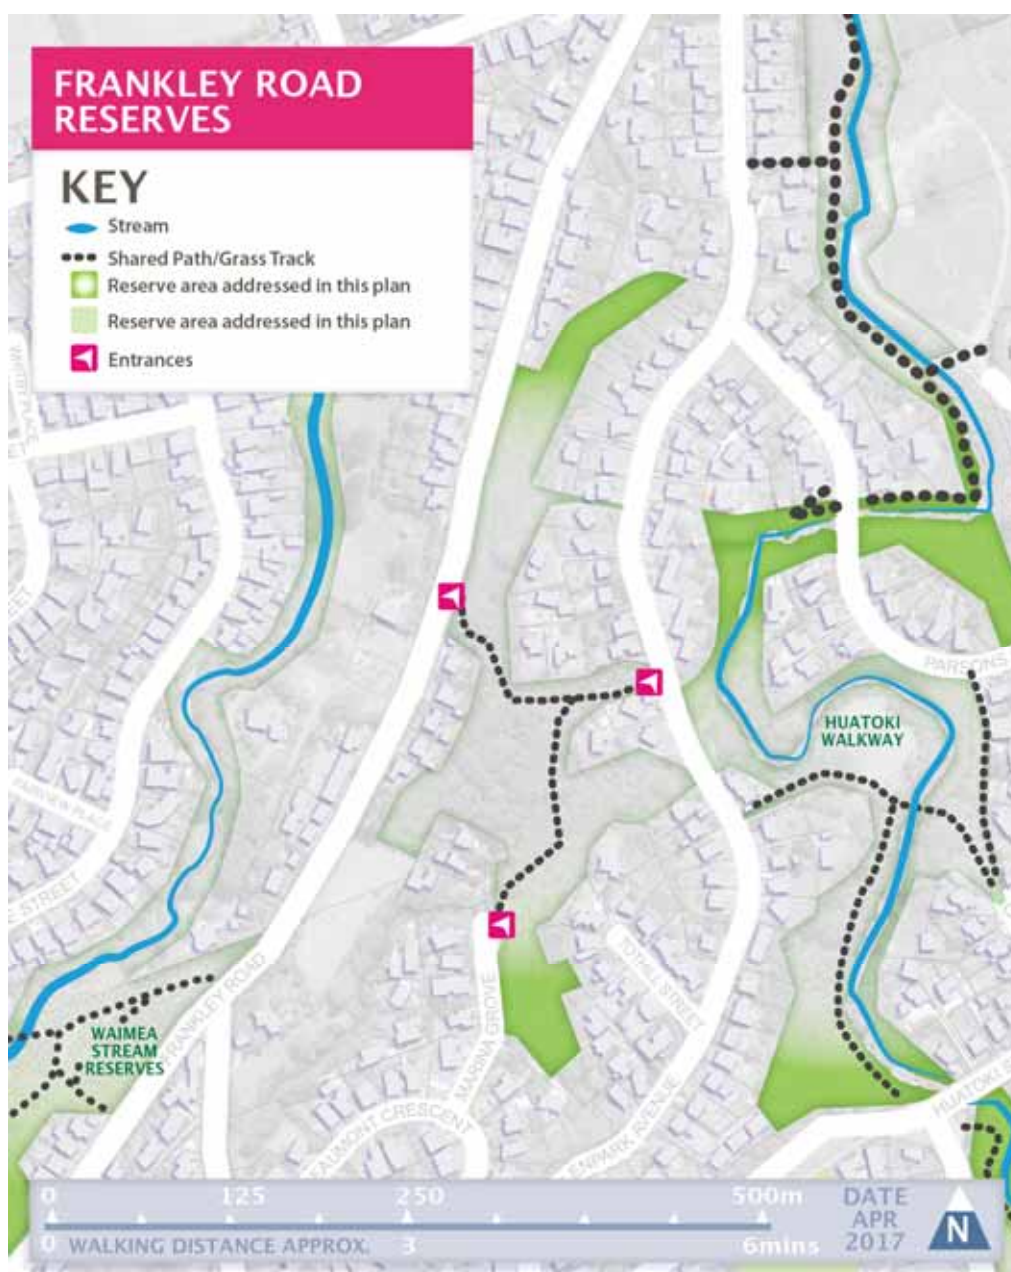 FRANKLEY ROAD
RESERVES
KEY
Stream
Shared Path/Grass Track
Reserve area addressed in this plan
Reserve area addressed in this plan
Entrances
PARSONS
HUATOKI
WALKWAY
STREET
FRANKLEY ROAD
WAIMEA
STREAM
RESERVES
MARINA GROVE
STREET
CRESCENT
AVENUE
HUATOKI
0 125 250 500m
0 WALKING DISTANCE APPROX. 3 6mins
DATE
APR
2017
N